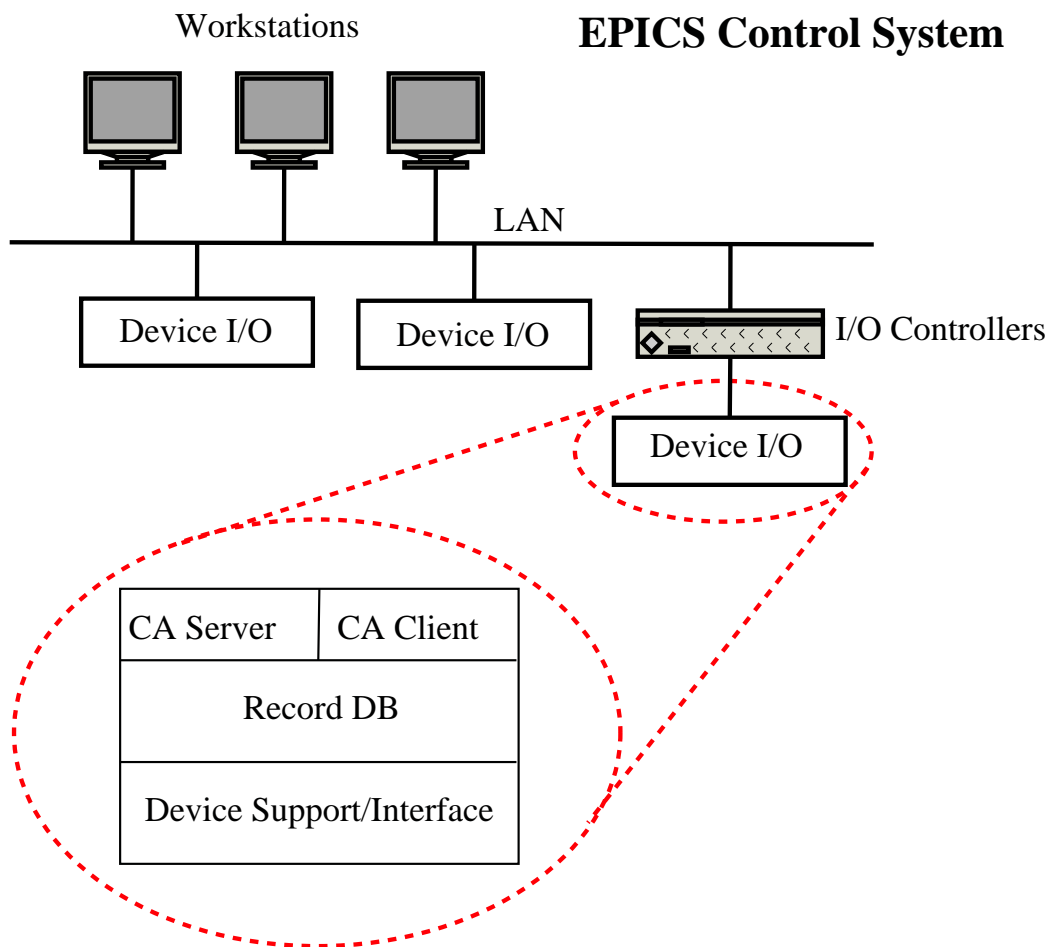 Workstations
EPICS Control System
LAN
Device I/O
Device I/O
I/O Controllers
Device I/O
CA Server
CA Client
Record DB
Device Support/Interface